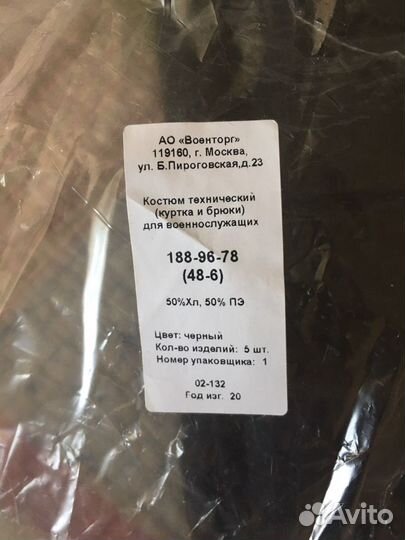 АО «Военторг»
119160, г. Москва,
ул. Б.Пироговская,д.23
Костюм технический
(куртка и брюки)
для военнослужащих
188-96-78
(48-6)
50%Хл, 50% ПЭ
Цвет: черный
Кол-во изделий: 5 шт.
Номер упаковщика: 1
02-132
Год изг. 20
Avito